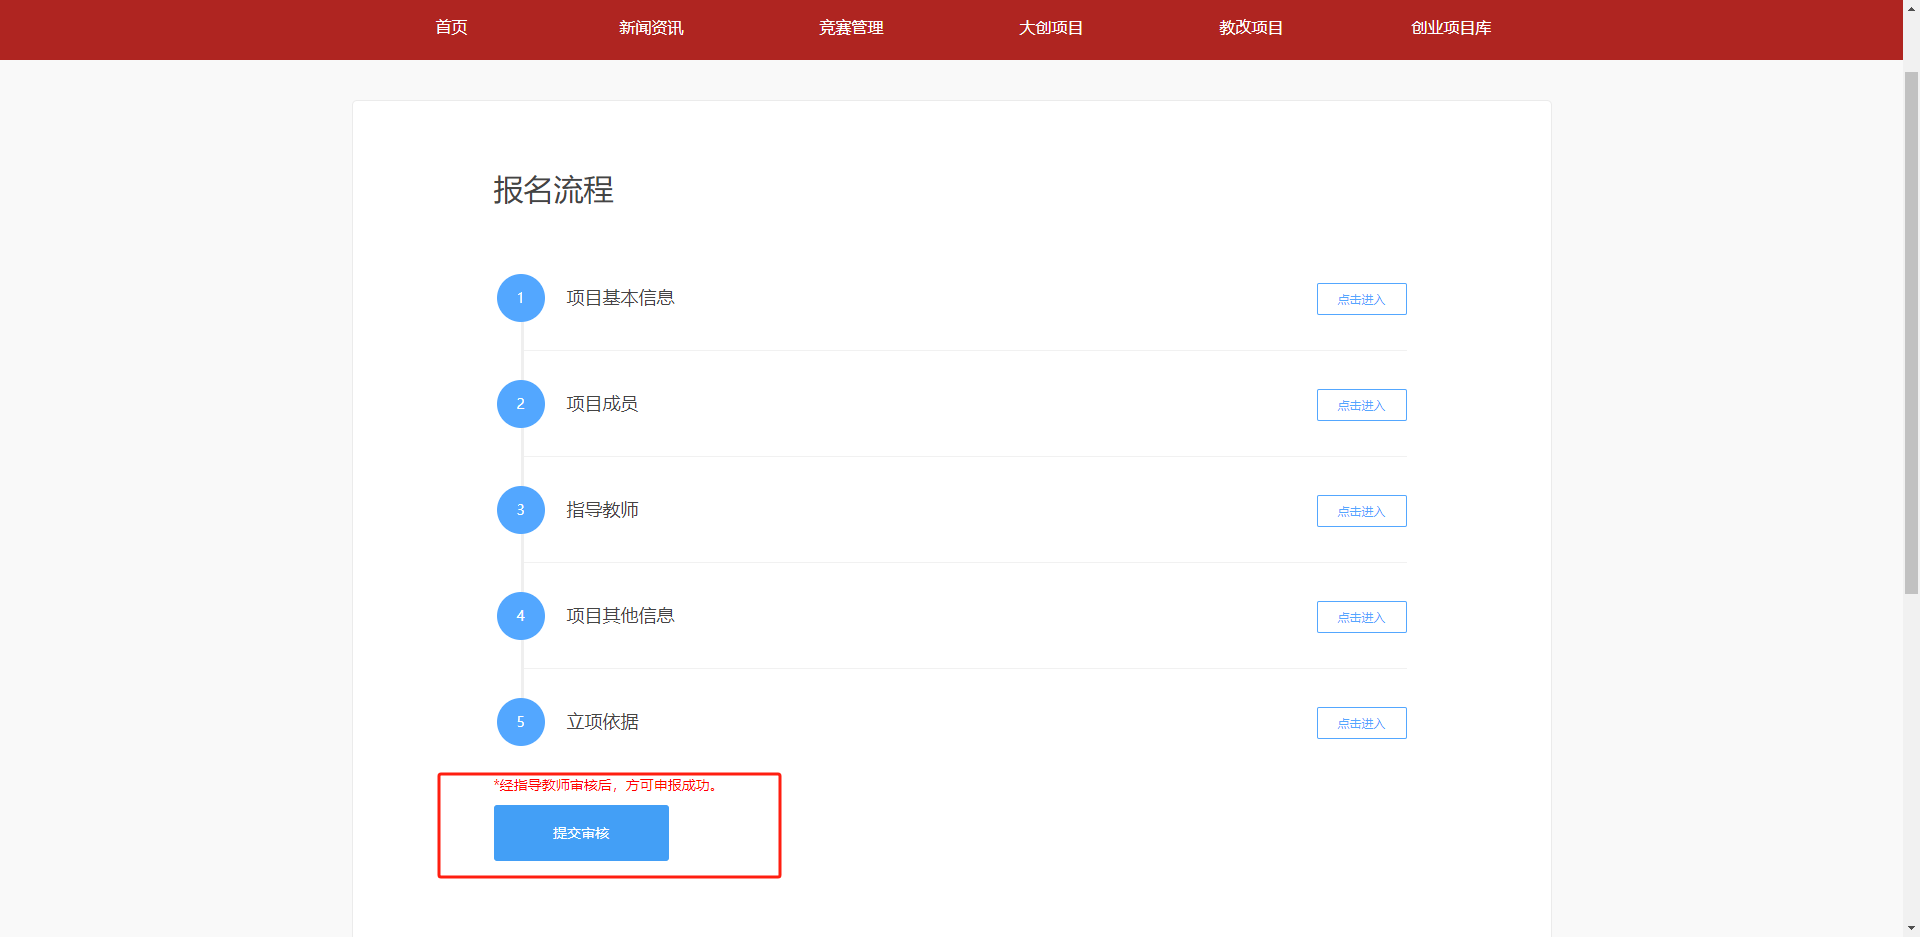 首页 新闻资讯 竞赛管理 大创项目 教改项目 创业项目库
报名流程
1 项目基本信息 点击进入
2 项目成员 点击进入
3 指导教师 点击进入
4 项目其他信息 点击进入
5 立项依据 点击进入
*经指导教师审核后，方可申报成功。
提交审核